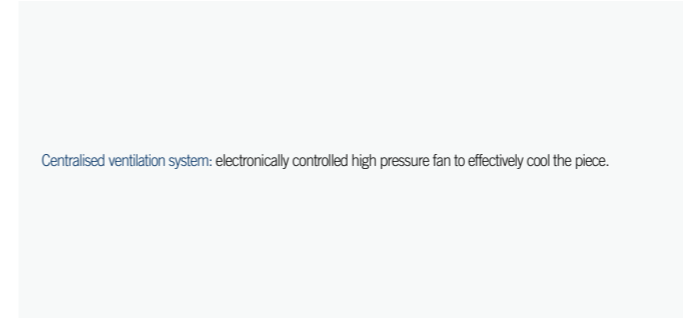 Centralised ventilation system: electronically controlled high pressure fan to effectively cool the piece.